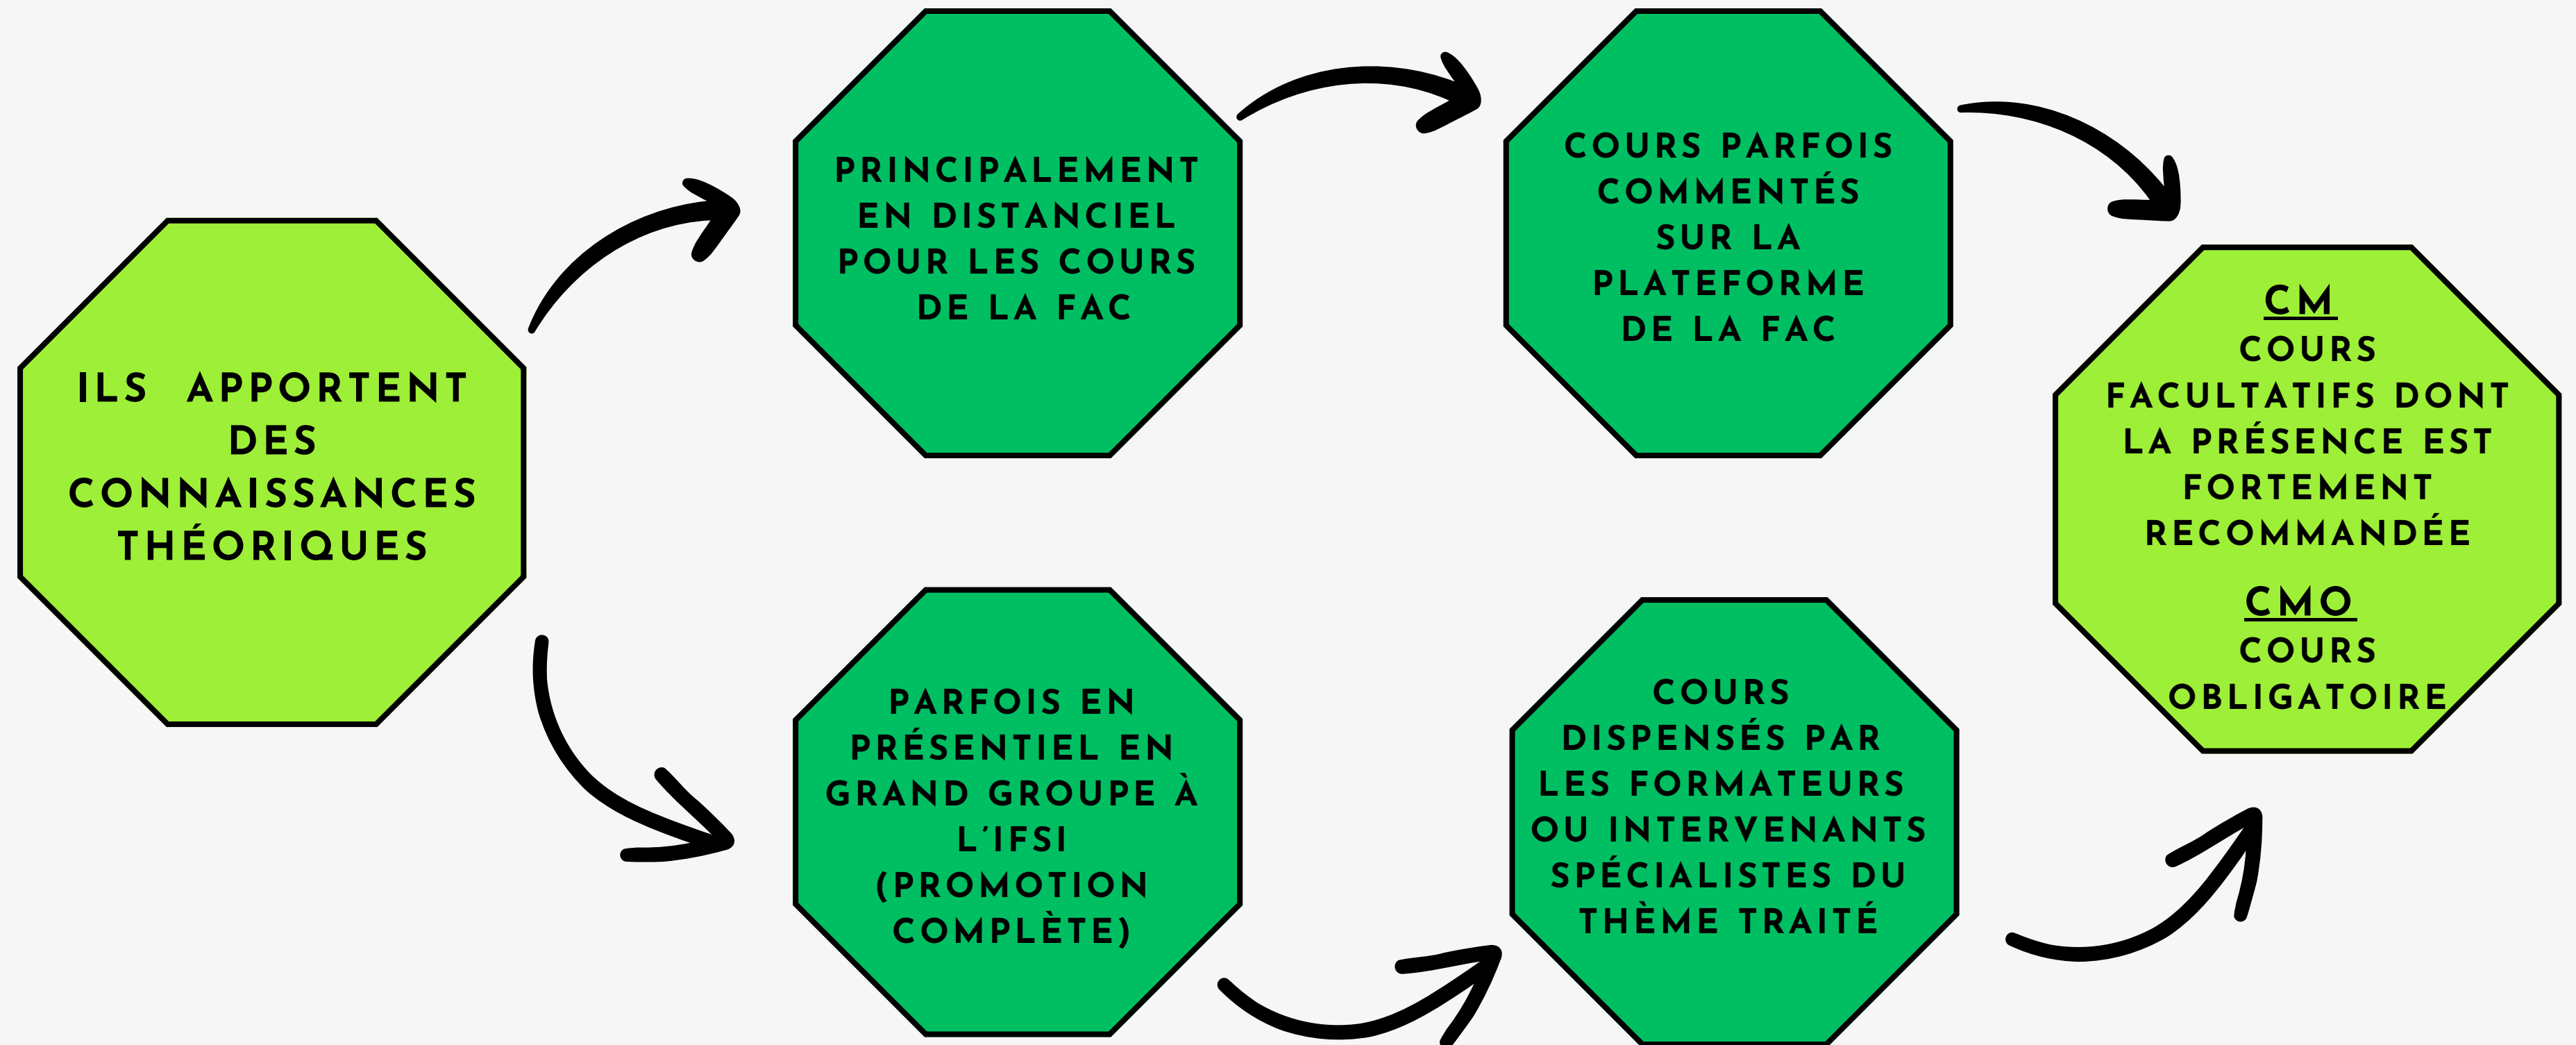 ILS APPORTENT
DES
CONNAISSANCES
THÉORIQUES
PRINCIPALEMENT
EN DISTANCIEL
POUR LES COURS
DE LA FAC
COURS PARFOIS
COMMENTÉS
SUR LA
PLATEFORME
DE LA FAC
PARFOIS EN
PRÉSENTIEL EN
GRAND GROUPE À
L'IFSI
(PROMOTION
COMPLÈTE)
COURS
DISPENSÉS PAR
LES FORMATEURS
OU INTERVENANTS
SPÉCIALISTES DU
THÈME TRAITÉ
CM
COURS
FACULTATIFS DONT
LA PRÉSENCE EST
FORTEMENT
RECOMMANDÉE
CMO
COURS
OBLIGATOIRE